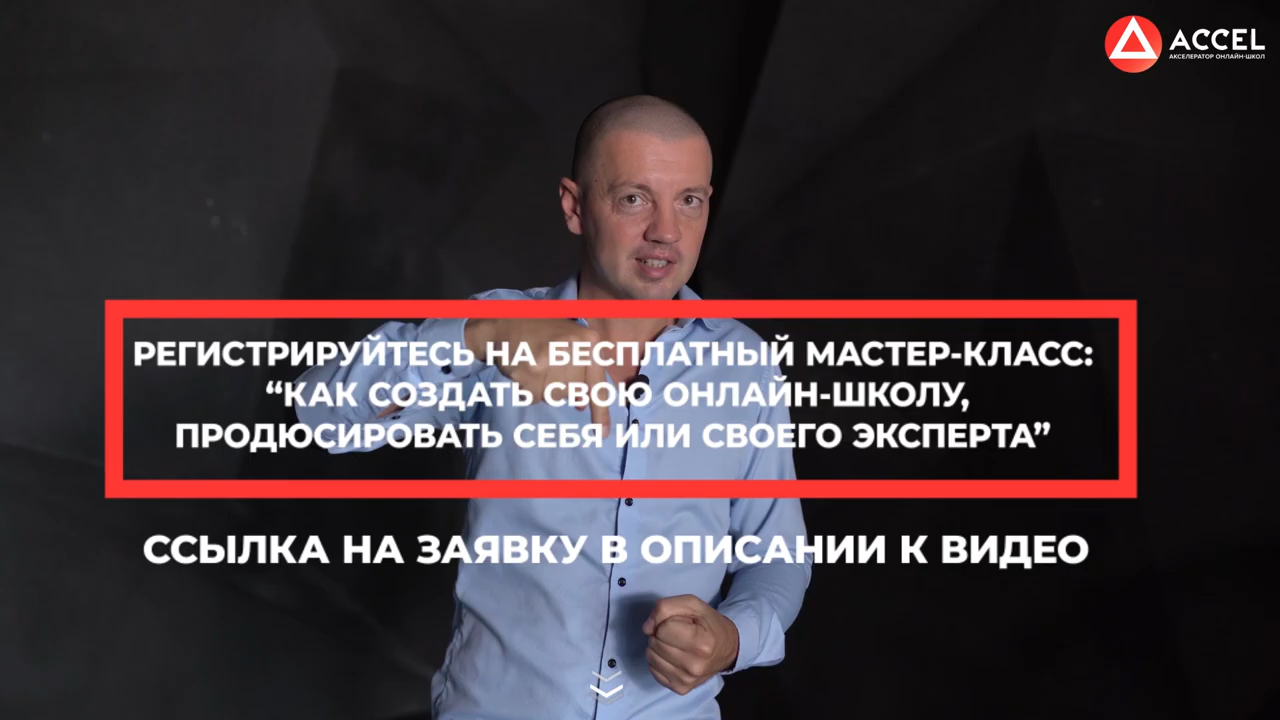 ACCEL
АКСЕЛЕРАТОР ОНЛАЙН-ШКОЛ
РЕГИСТРИРУЙТЕСЬ НА БЕСПЛАТНЫЙ МАСТЕР-КЛАСС:
“КАК СОЗДАТЬ СВОЮ ОНЛАЙН-ШКОЛУ,
ПРОДЮСИРОВАТЬ СЕБЯ ИЛИ СВОЕГО ЭКСПЕРТА”
ССЫЛКА НА ЗАЯВКУ В ОПИСАНИИ К ВИДЕО